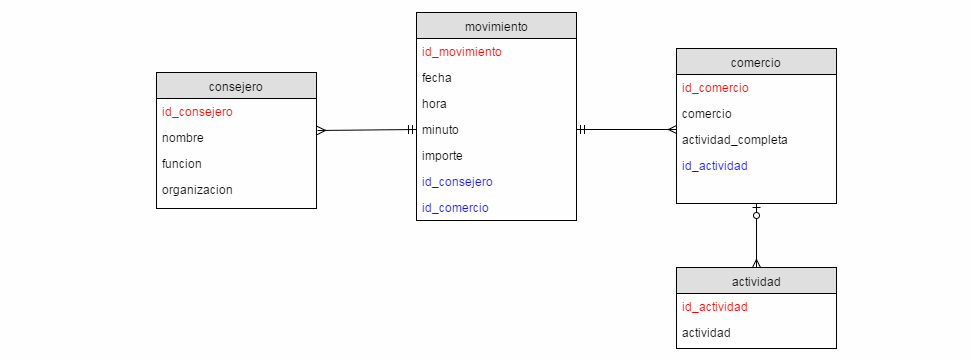 consejero
id_consejero
nombre
funcion
organizacion
movimiento
id_movimiento
fecha
hora
minuto
importe
id_consejero
id_comercio
comercio
id_comercio
comercio
actividad_completa
id_actividad
actividad
id_actividad
actividad